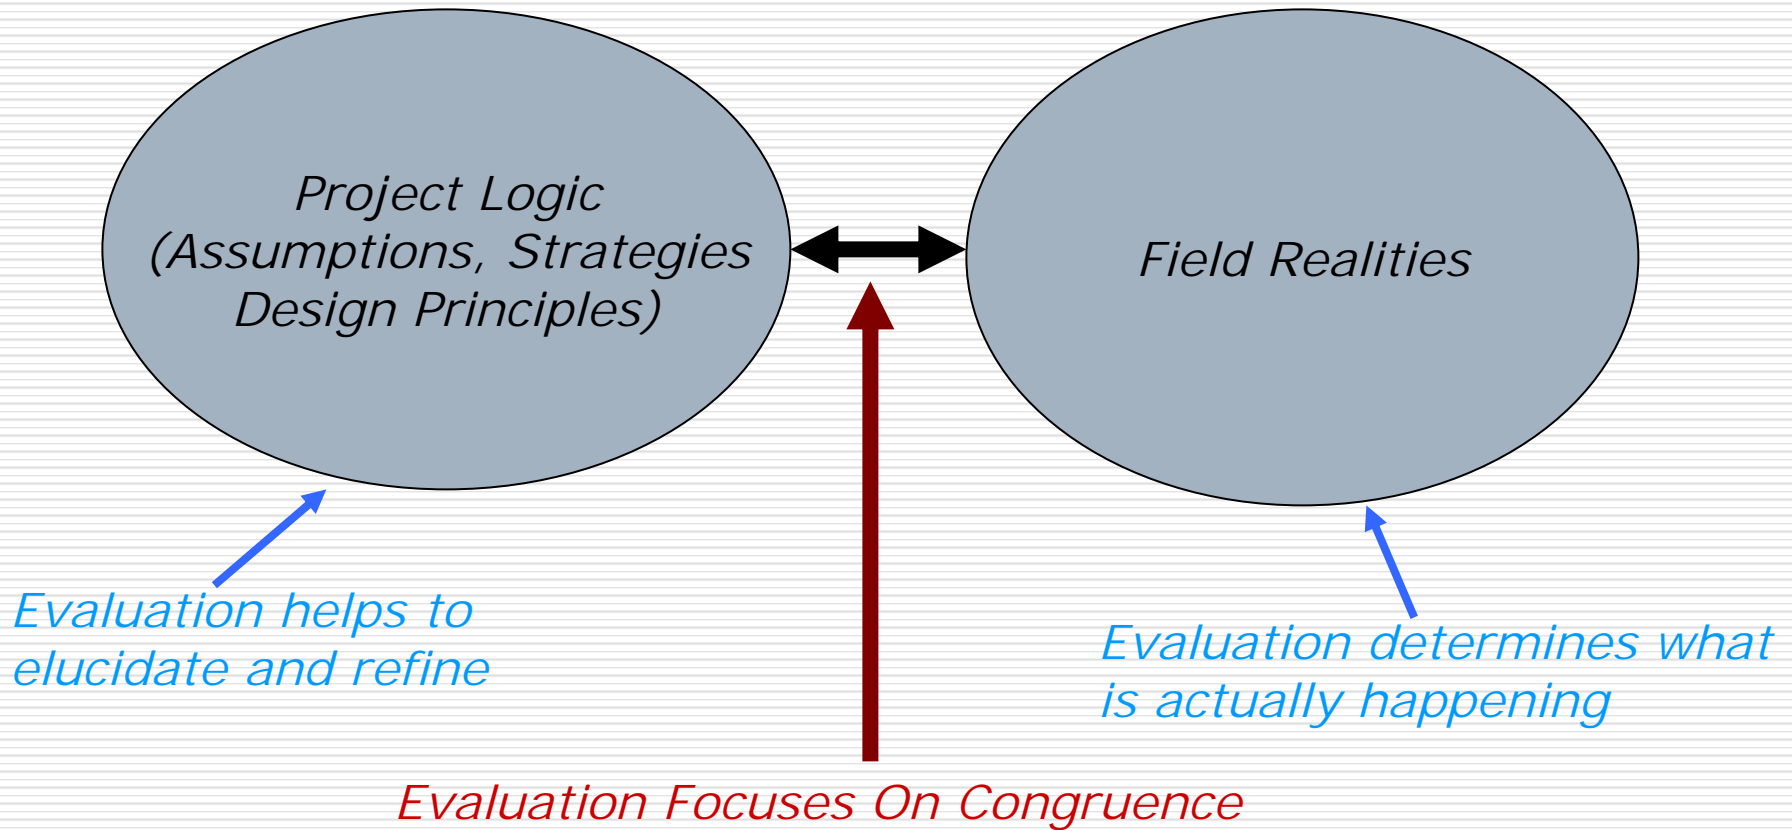 Project Logic
(Assumptions, Strategies
Design Principles)
Field Realities
Evaluation helps to
elucidate and refine
Evaluation determines what
is actually happening
Evaluation Focuses On Congruence